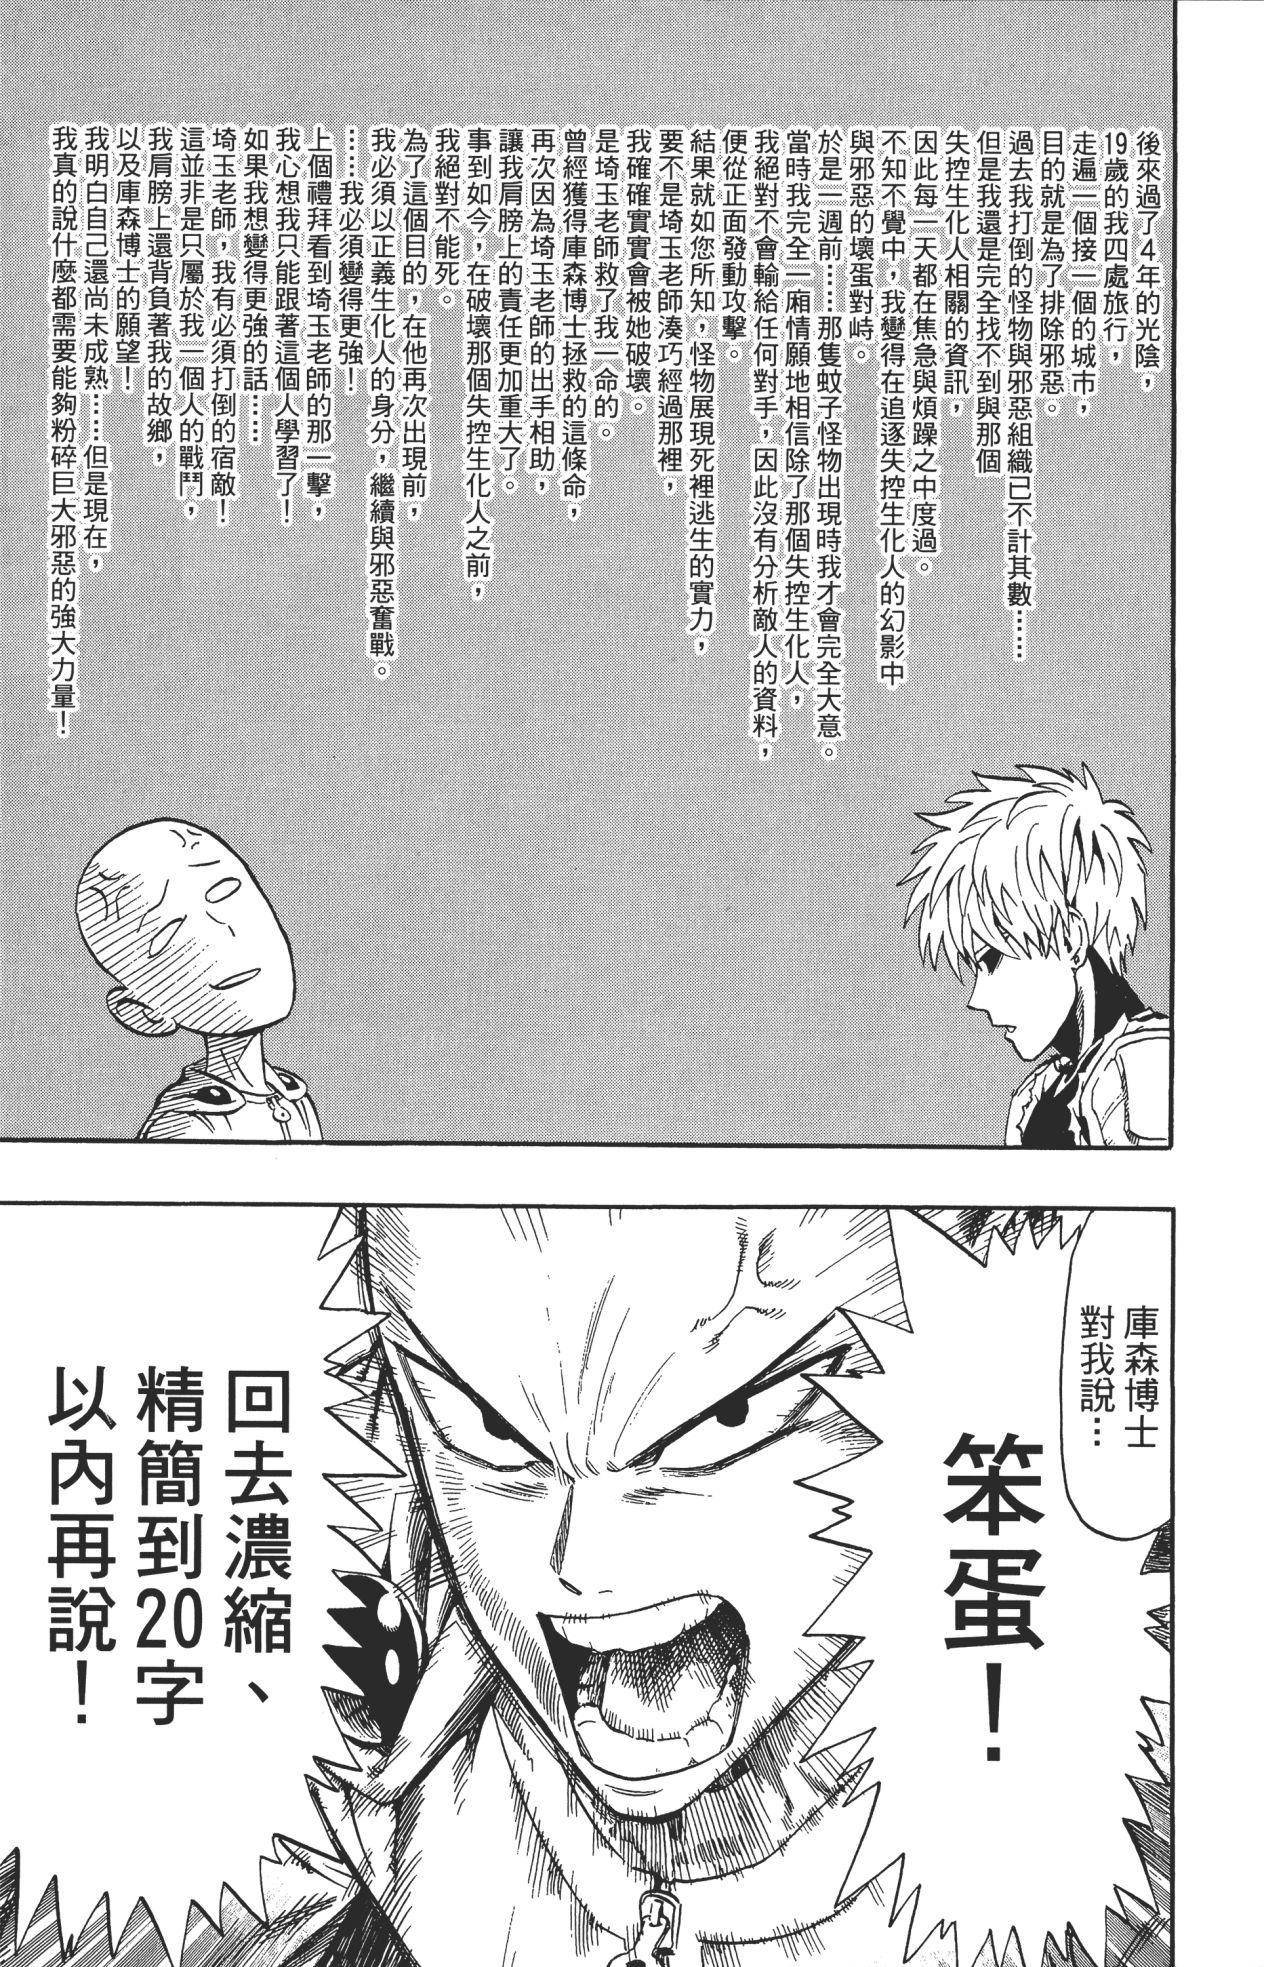 後來過了4年的光陰，
19歲的我四處旅行，
走遍一個接一個的城市，
目的就是為了排除邪惡。
過去我打倒的怪物與邪惡組織已不計其數……
但是我還是完全找不到與那個
失控生化人相關的資訊，
因此每一天都在焦急與煩躁之中度過。
不知不覺中，我變得在追逐失控生化人的幻影中
與邪惡的壞蛋對峙。
於是一週前……那隻蚊子怪物出現時我才會完全大意。
當時我完全一廂情願地相信除了那個失控生化人，
我絕對不會輸給任何對手，因此沒有分析敵人的資料，
便從正面發動攻擊。
結果就如您所知，怪物展現死裡逃生的實力，
要不是埼玉老師湊巧經過那裡，
我確確實實會被她破壞。
是埼玉老師救了我一命的。
曾經獲得庫森博士拯救的這條命，
再次因為埼玉老師的出手相助，
讓我肩膀上的責任更加重大了。
事到如今，在破壞那個失控生化人之前，
我絕對不能死。
為了這個目的，在他再次出現前，
我必須以正義生化人的身分，繼續與邪惡奮戰。
……我必須變得更強！
上個禮拜看到埼玉老師的那一擊，
我心想我只能跟著這個人學習了！
如果我想變得更強的話……
埼玉老師，我有必須打倒的宿敵！
這並非是只屬於我一個人的戰鬥，
我肩膀上還背負著我的故鄉，
以及庫森博士的願望！
我明白自己還尚未成熟……但是現在，
我真的說什麼都需要能夠粉碎巨大邪惡的強大力量！
庫森博士
對我說…
笨蛋！
回去濃縮、
精簡到20字
以內再說！